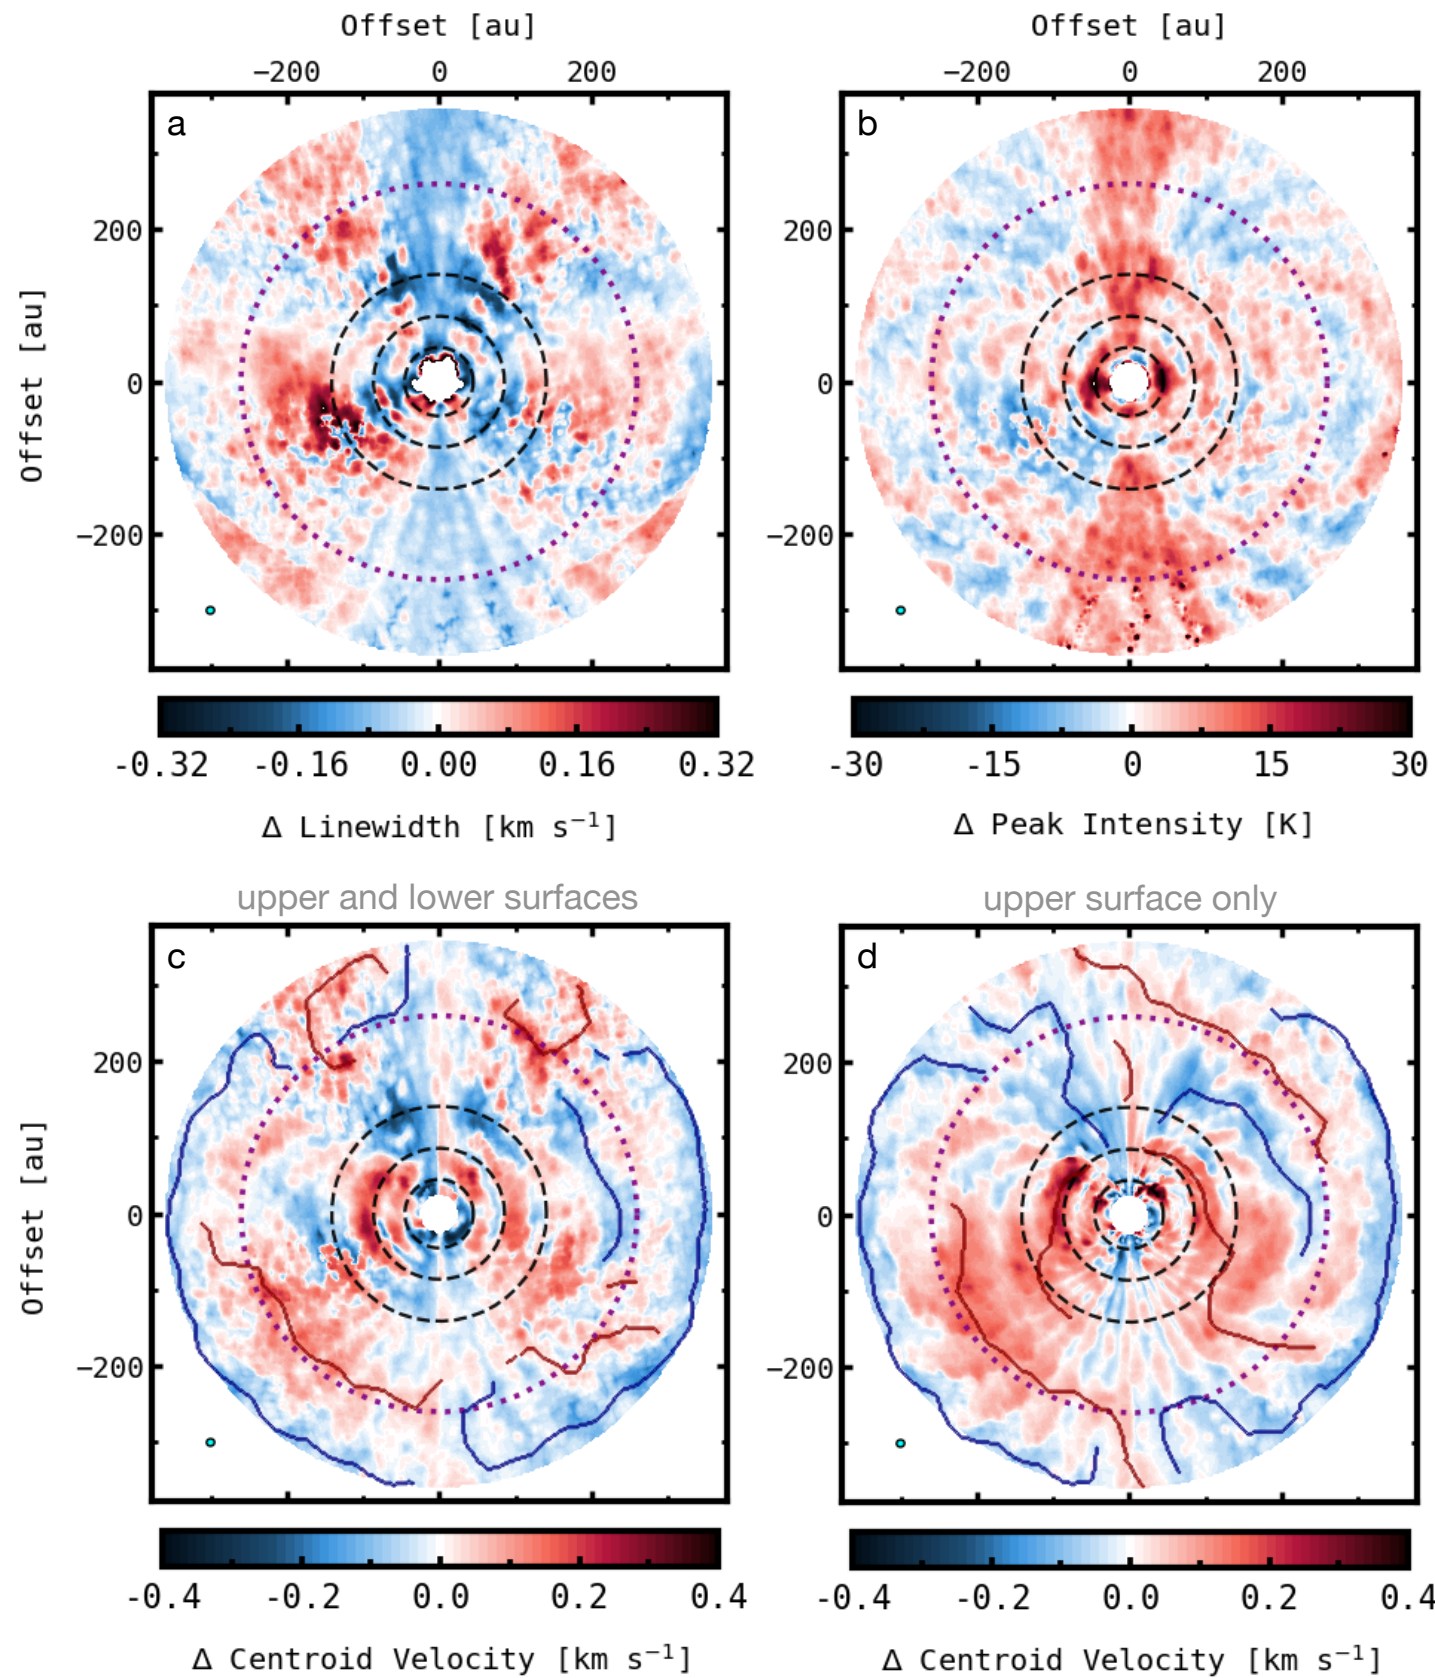 Offset [au]
Offset [au]
−200 0 200
−200 0 200
a
b
200
0
−200
Offset [au]
200
0
−200
-0.32 -0.16 0.00 0.16 0.32
-30 -15 0 15 30
Δ Linewidth [km s⁻¹]
Δ Peak Intensity [K]
upper and lower surfaces
upper surface only
c
d
200
0
−200
Offset [au]
200
0
−200
-0.4 -0.2 0.0 0.2 0.4
-0.4 -0.2 0.0 0.2 0.4
Δ Centroid Velocity [km s⁻¹]
Δ Centroid Velocity [km s⁻¹]